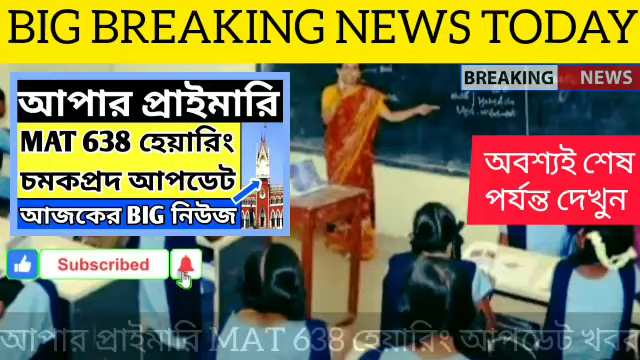 BIG BREAKING NEWS TODAY
BREAKING NEWS
আপার প্রাইমারি
MAT 638 হেয়ারিং
চমকপ্রদ আপডেট
আজকের BIG নিউজ
অবশ্যই শেষ
পর্যন্ত দেখুন
Subscribed
আপার প্রাইমারি MAT 638 হেয়ারিং আপডেট খবর